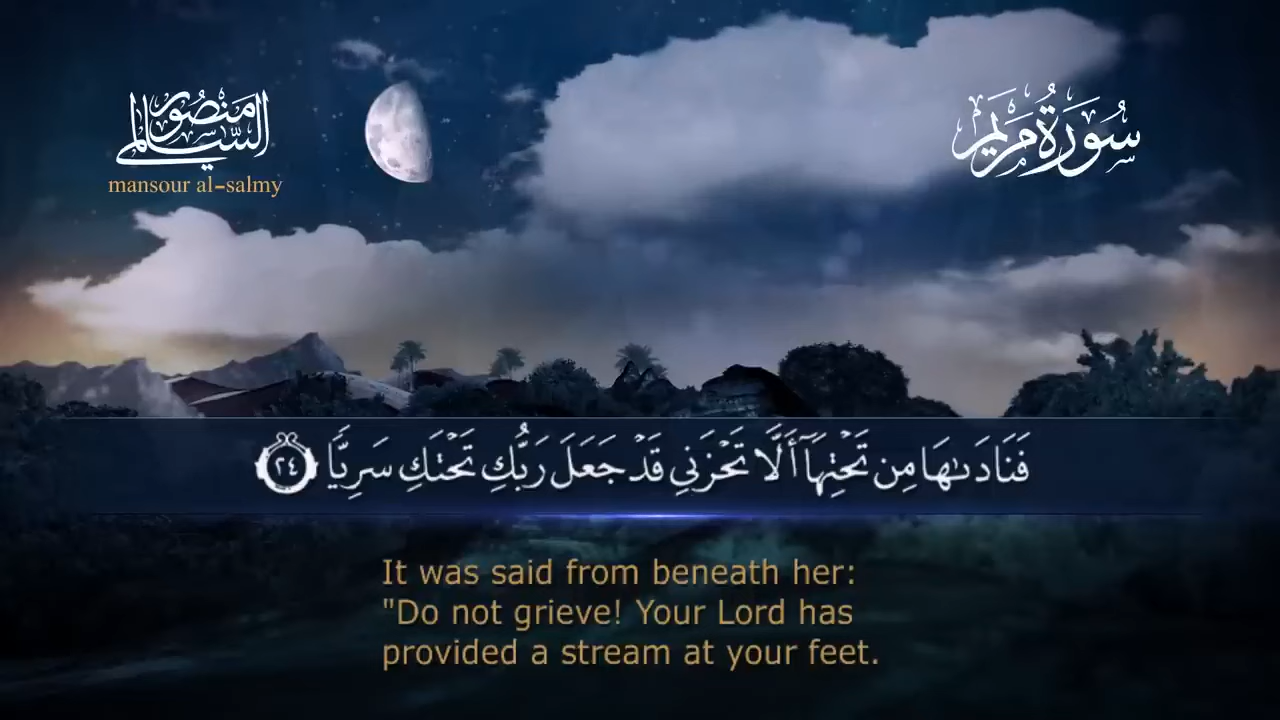 منصور
السالمي
mansour al-salmy
سُورَةُ مَرْيَم
فَنَادَىٰهَا مِن تَحْتِهَآ أَلَّا تَحْزَنِي قَدْ جَعَلَ رَبُّكِ تَحْتَكِ سَرِيًّا ٢٤
It was said from beneath her:
"Do not grieve! Your Lord has
provided a stream at your feet.